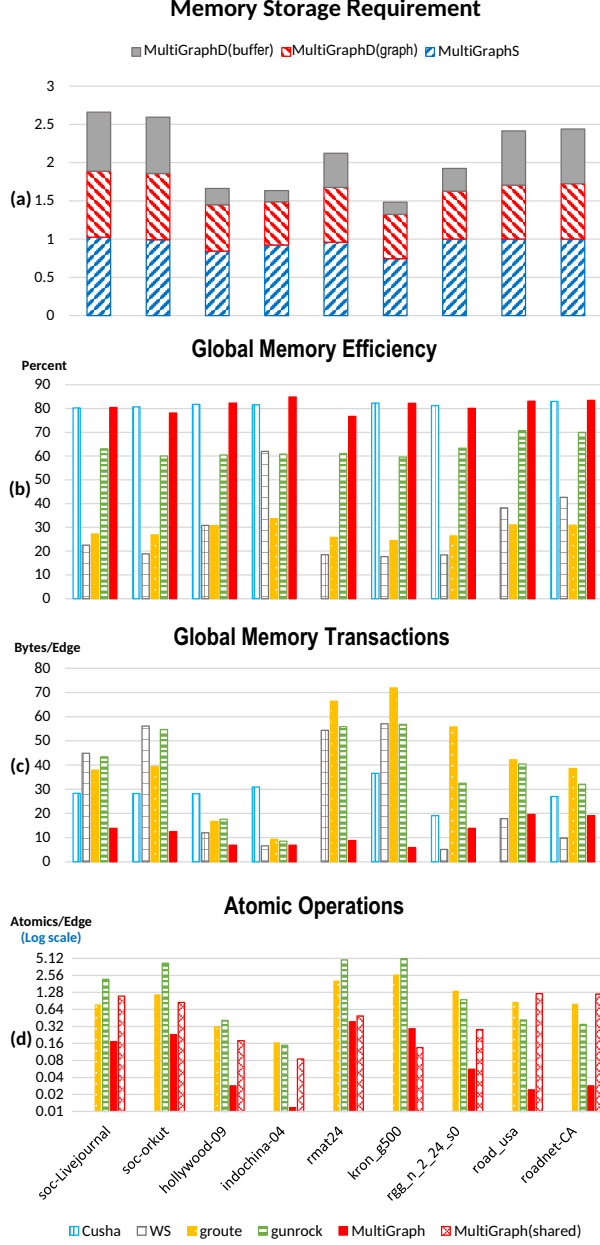 Memory Storage Requirement
MultiGraphD(buffer) MultiGraphD(graph) MultiGraphS
3
2.5
2
1.5
(a)
1
0.5
0
Global Memory Efficiency
Percent
90
80
70
60
50
(b)
40
30
20
10
0
Global Memory Transactions
Bytes/Edge
80
70
60
50
(c)
40
30
20
10
0
Atomic Operations
Atomics/Edge
(Log scale)
5.12
2.56
1.28
0.64
0.32
(d)
0.16
0.08
0.04
0.02
0.01
soc-Livejournal
soc-orkut
hollywood-09
indochina-04
rmat24
kron_g500
rgg_n_2_24_s0
road_usa
roadnet-CA
Cusha WS groute gunrock MultiGraph MultiGraph(shared)